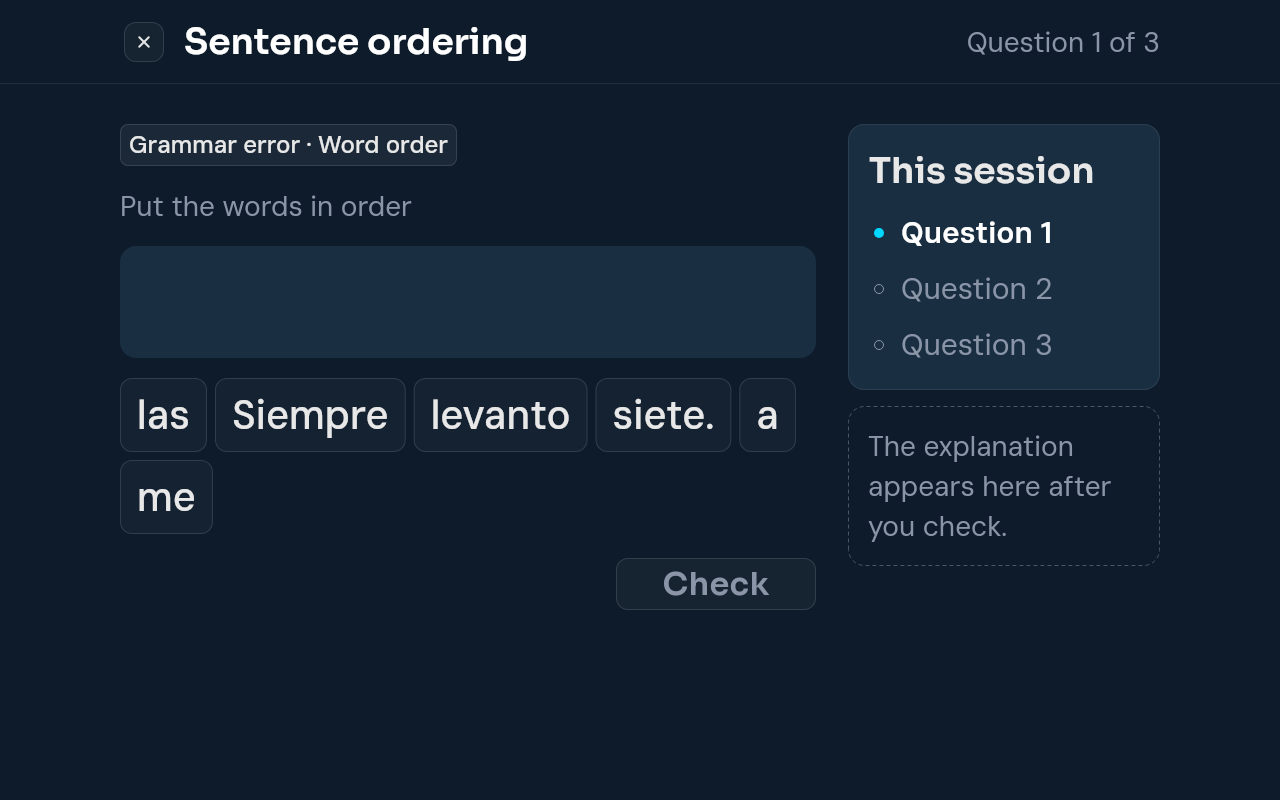 ×
Sentence ordering
Question 1 of 3
Grammar error · Word order
Put the words in order
las Siempre levanto siete. a
me
Check
This session
Question 1
Question 2
Question 3
The explanation
appears here after
you check.